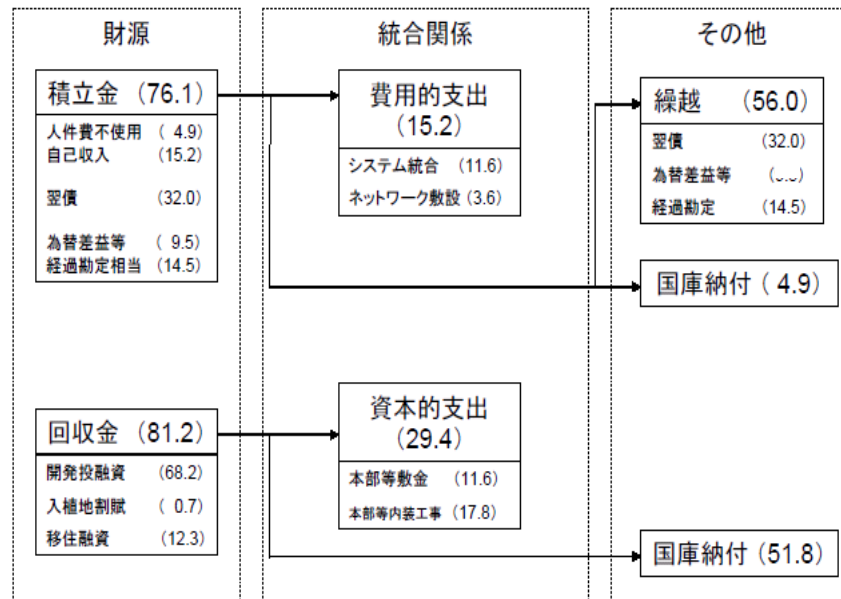 財源
積立金 (76.1)
人件費不使用 ( 4.9)
自己収入 (15.2)
翌債 (32.0)
為替差益等 ( 9.5)
経過勘定相当 (14.5)
回収金 (81.2)
開発投融資 (68.2)
入植地割賦 ( 0.7)
移住融資 (12.3)
統合関係
費用的支出
(15.2)
システム統合 (11.6)
ネットワーク敷設 (3.6)
資本的支出
(29.4)
本部等敷金 (11.6)
本部等内装工事 (17.8)
その他
繰越 (56.0)
翌債 (32.0)
為替差益等
経過勘定 (14.5)
国庫納付 ( 4.9)
国庫納付 (51.8)